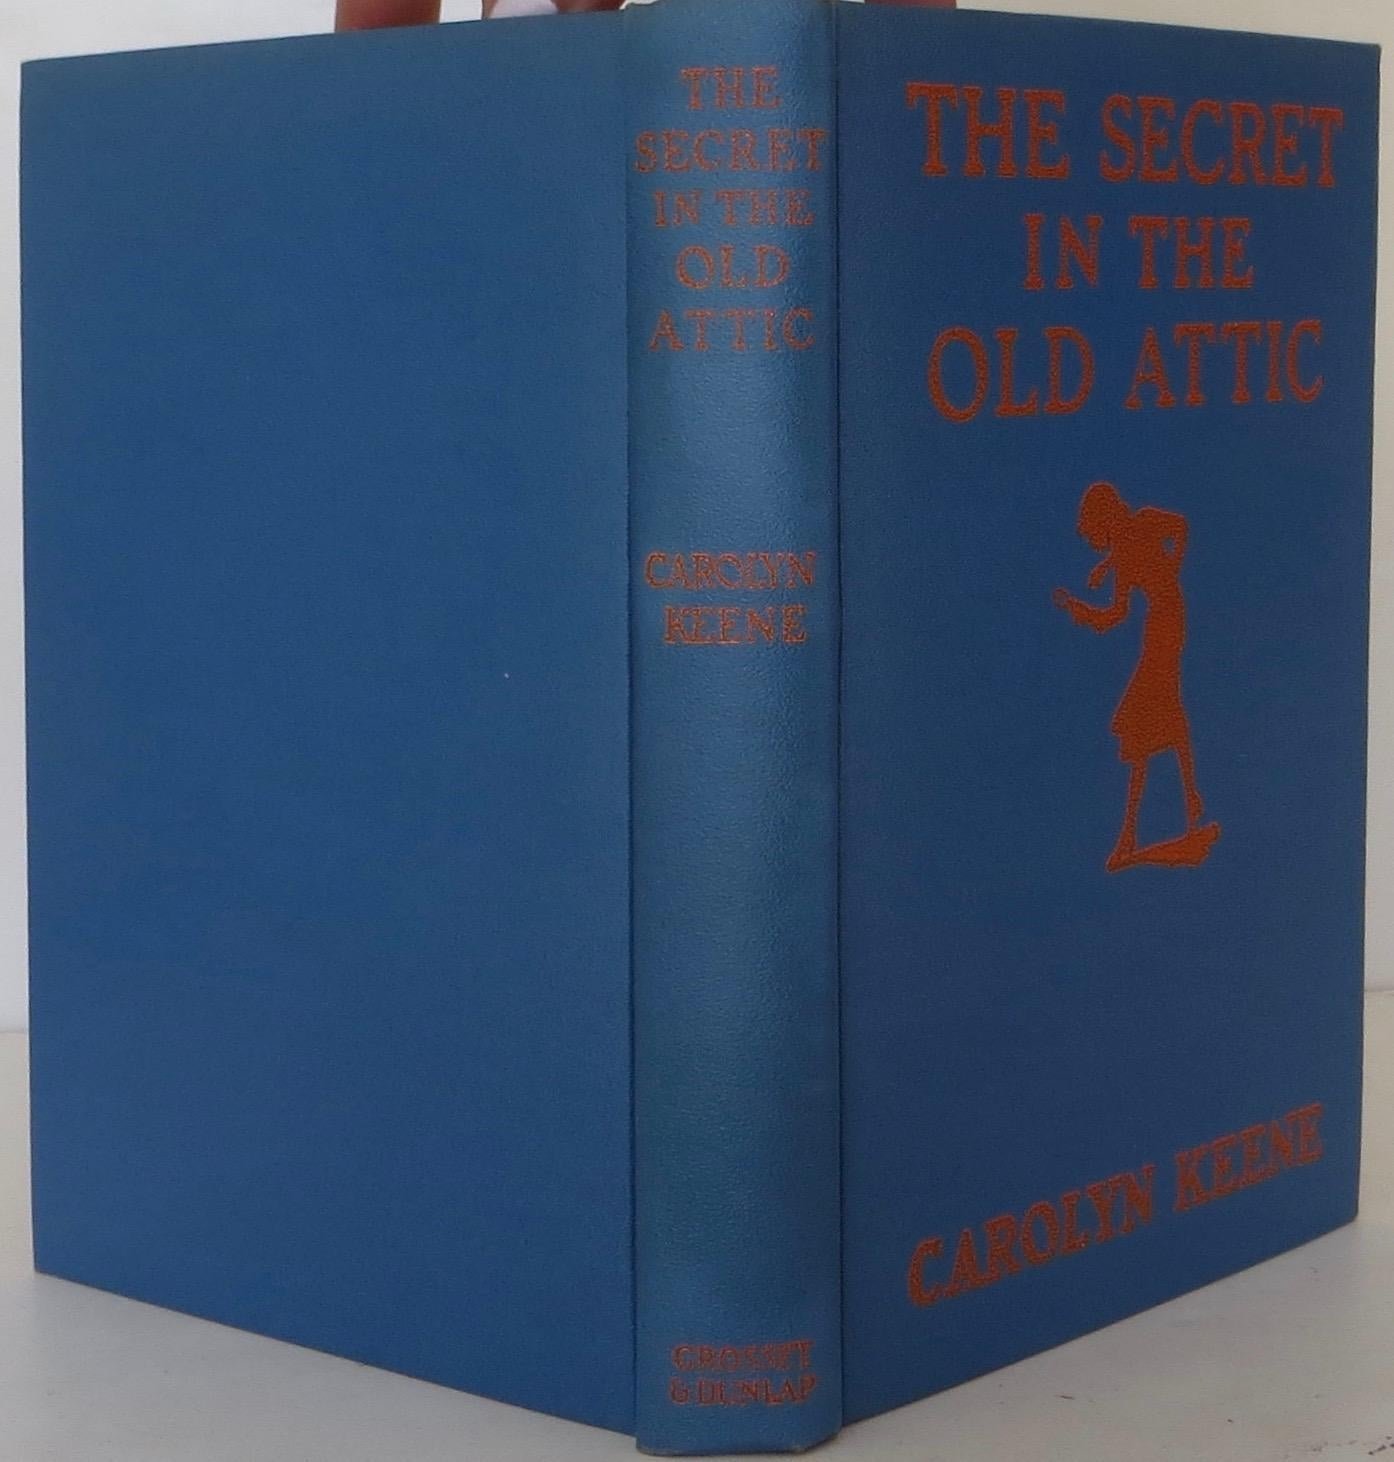 THE
SECRET
IN THE
OLD
ATTIC
CAROLYN
KEENE
GROSSET
& DUNLAP
THE SECRET
IN THE
OLD ATTIC
CAROLYN KEENE